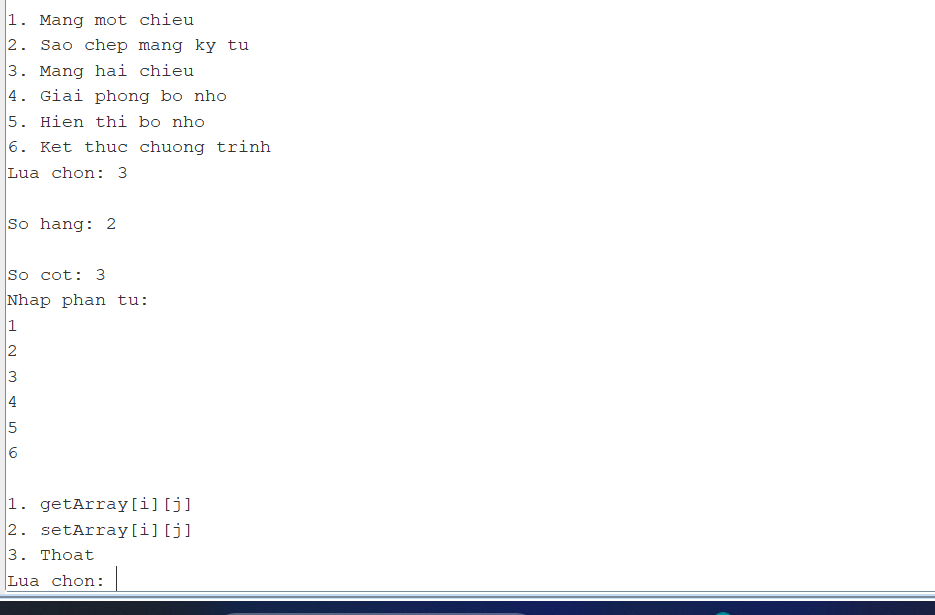 1. Mang mot chieu
2. Sao chep mang ky tu
3. Mang hai chieu
4. Giai phong bo nho
5. Hien thi bo nho
6. Ket thuc chuong trinh
Lua chon: 3
So hang: 2
So cot: 3
Nhap phan tu:
1
2
3
4
5
6
1. getArray[i][j]
2. setArray[i][j]
3. Thoat
Lua chon: